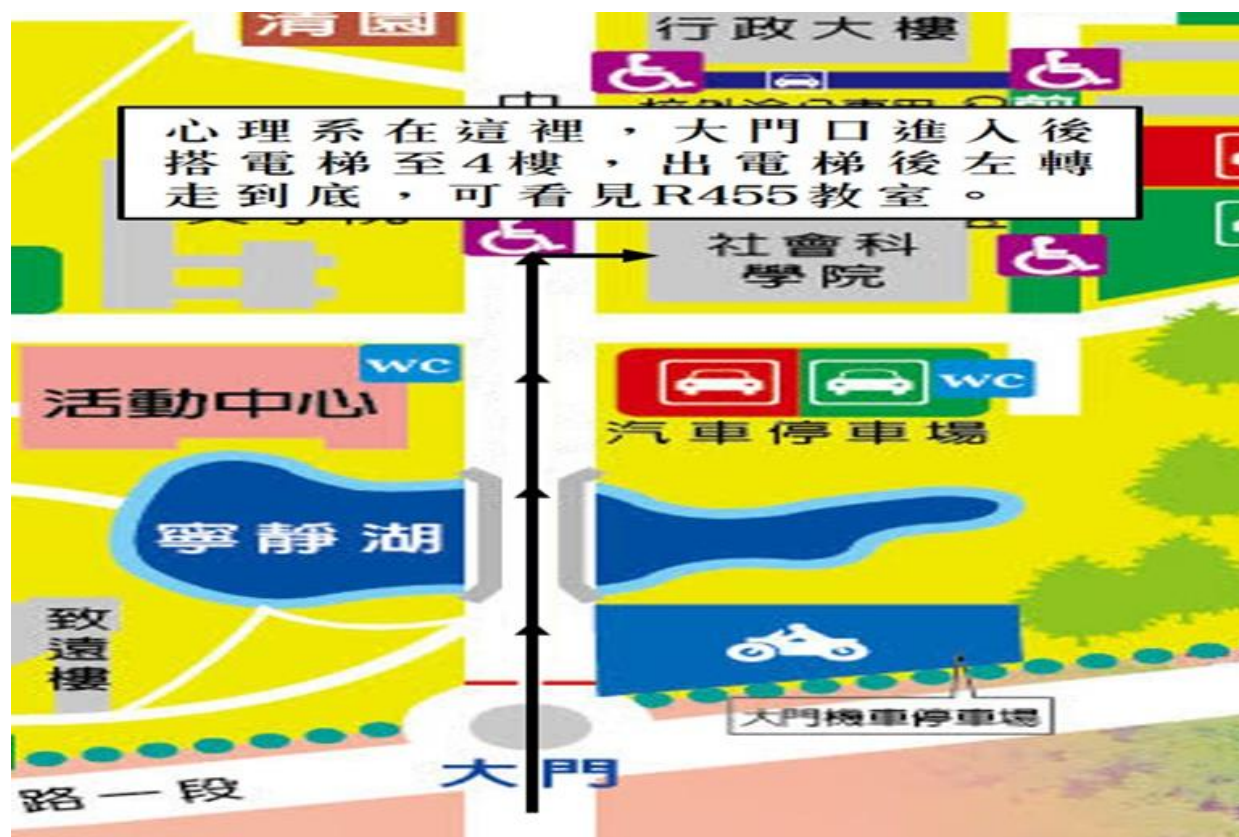 清園
行政大樓
心理系在這裡，大門口進入後
搭電梯至4樓，出電梯後左轉
走到底，可看見R455教室。
社會科
學院
WC
活動中心
WC
汽車停車場
寧靜湖
致
遠
樓
大門機車停車場
大門
路一段